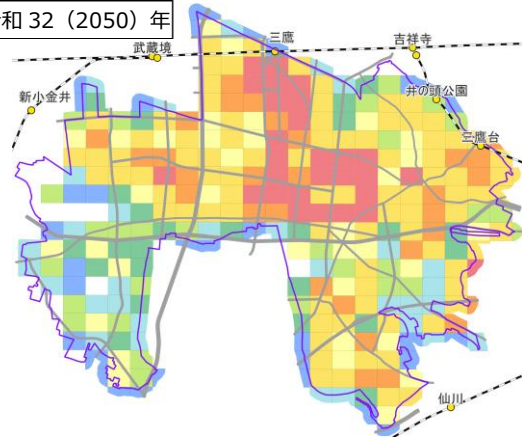 和 32（2050）年
三鷹
吉祥寺
武蔵境
井の頭公園
新小金井
三鷹台
仙川